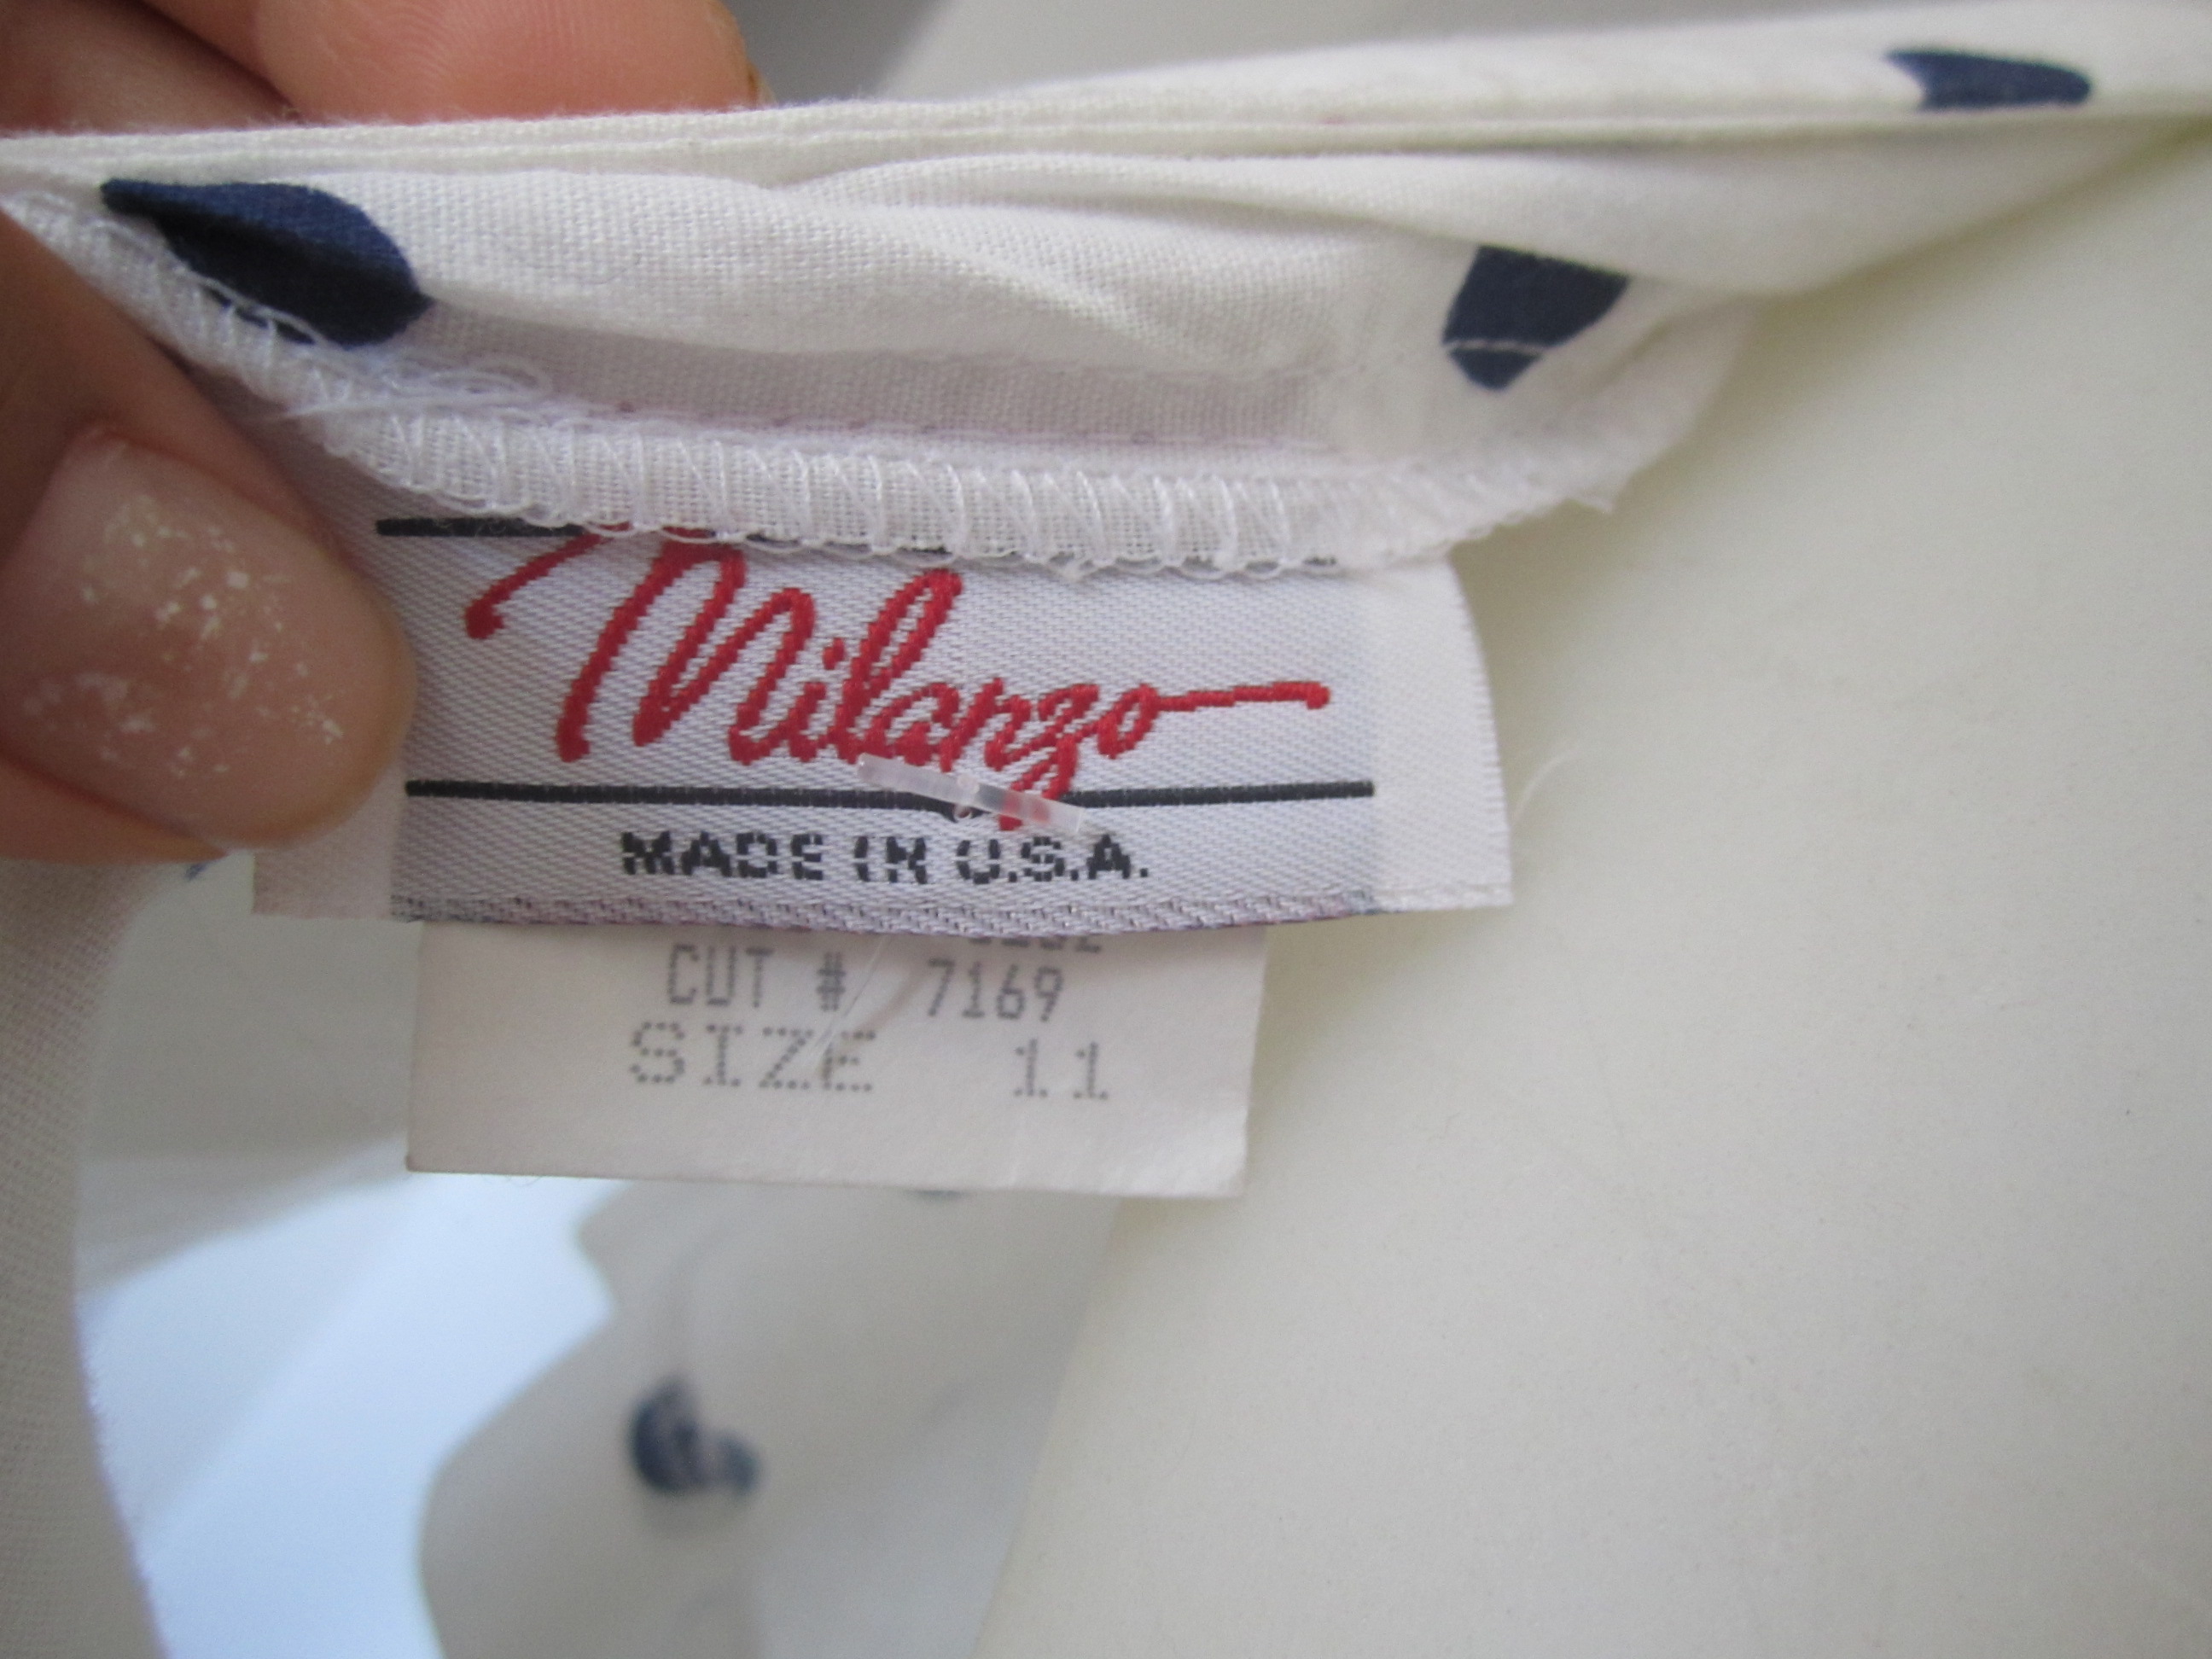 Milanzo
MADE IN U.S.A.
CUT # 7169
SIZE 11